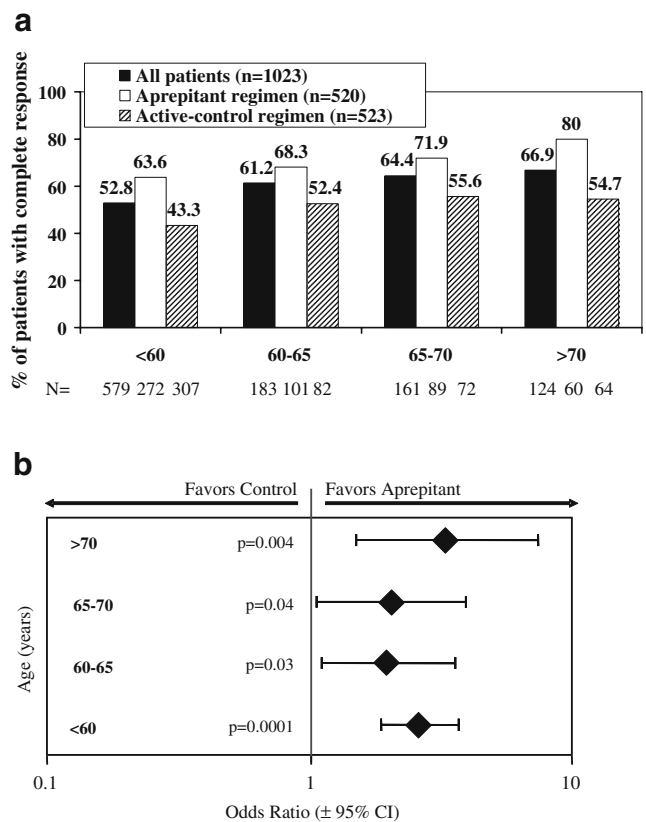 a
% of patients with complete response
All patients (n=1023)
Aprepitant regimen (n=520)
Active-control regimen (n=523)
100
80
60
40
20
0
52.8 63.6 43.3
61.2 68.3 52.4
64.4 71.9 55.6
66.9 80 54.7
<60 60-65 65-70 >70
N= 579 272 307 183 101 82 161 89 72 124 60 64
b
Favors Control Favors Aprepitant
Age (years)
>70 p=0.004
65-70 p=0.04
60-65 p=0.03
<60 p=0.0001
0.1 1 10
Odds Ratio (± 95% CI)